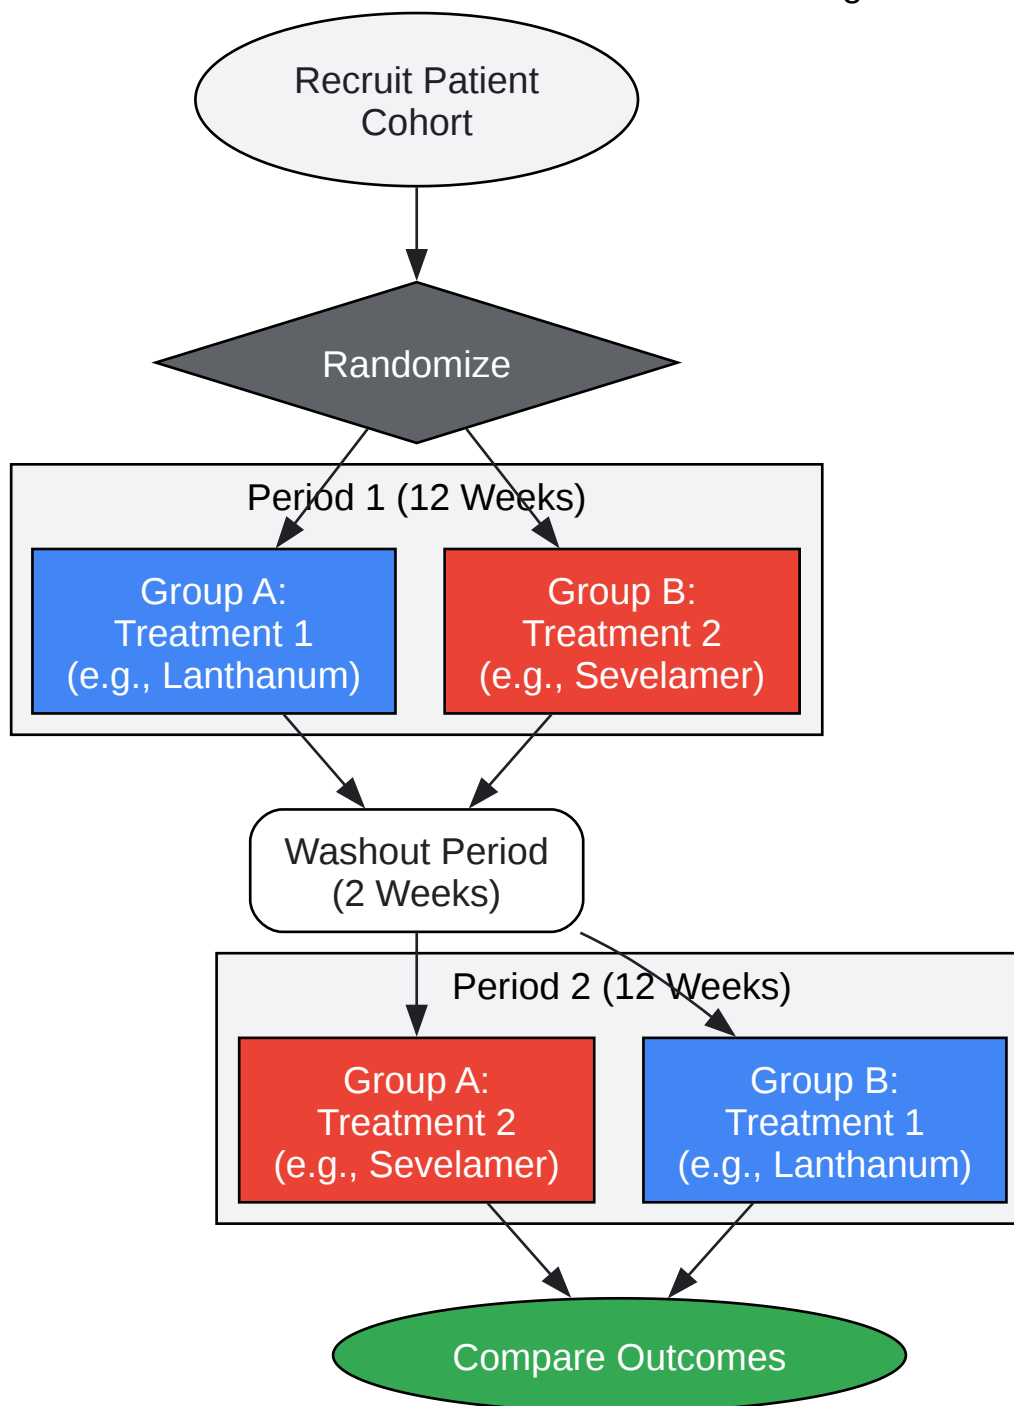 Recruit Patient
Cohort
Randomize
Period 1 (12 Weeks)
Group A:
Treatment 1
(e.g., Lanthanum)
Group B:
Treatment 2
(e.g., Sevelamer)
Washout Period
(2 Weeks)
Period 2 (12 Weeks)
Group A:
Treatment 2
(e.g., Sevelamer)
Group B:
Treatment 1
(e.g., Lanthanum)
Compare Outcomes